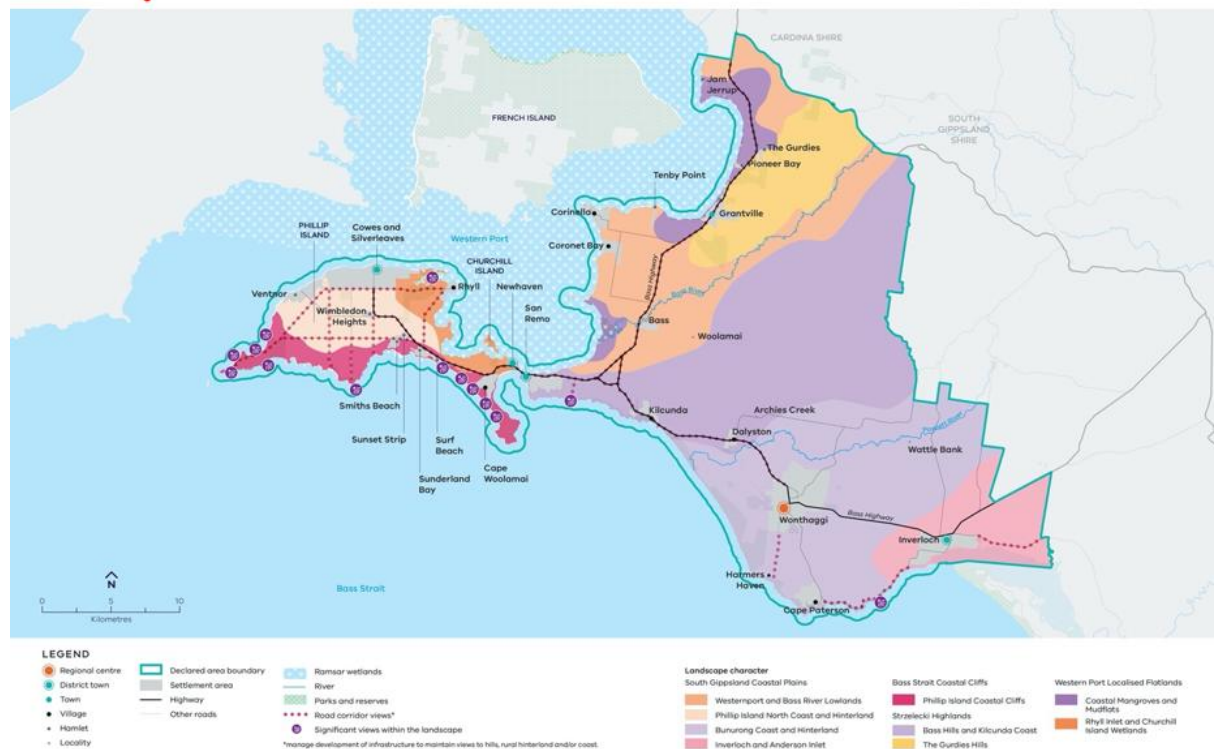 CARDINIA SHIRE
Jam
Jerrup
SOUTH
GIPPSLAND
SHIRE
FRENCH ISLAND
The Gurdies
Pioneer Bay
Tenby Point
Corinella
Grantville
Cowes and
Silverleaves
PHILLIP
ISLAND
Western Port
Coronet Bay
CHURCHILL
ISLAND
Bass Highway
Bass River
Ventnor
Rhyll
Newhaven
San
Remo
Wimbledon
Heights
Bass
Woolamai
Smiths Beach
Kilcunda
Archies Creek
Sunset Strip
Surf
Beach
Dalyston
Powlett River
Wattle Bank
Cape
Woolamai
Sunderland
Bay
Wonthaggi
Bass Highway
Inverloch
Harmers
Haven
Cape Paterson
Bass Strait
N
0 5 10
Kilometres
LEGEND
Regional centre
District town
Town
Village
Hamlet
Locality
Declared area boundary
Settlement area
Highway
Other roads
Ramsar wetlands
River
Parks and reserves
Road corridor views*
Significant views within the landscape
*manage development of infrastructure to maintain views to hills, rural hinterland and/or coast.
Landscape character
South Gippsland Coastal Plains
Westernport and Bass River Lowlands
Phillip Island North Coast and Hinterland
Bunurong Coast and Hinterland
Inverloch and Anderson Inlet
Bass Strait Coastal Cliffs
Phillip Island Coastal Cliffs
Strzelecki Highlands
Bass Hills and Kilcunda Coast
The Gurdies Hills
Western Port Localised Flatlands
Coastal Mangroves and
Mudflats
Rhyll Inlet and Churchill
Island Wetlands